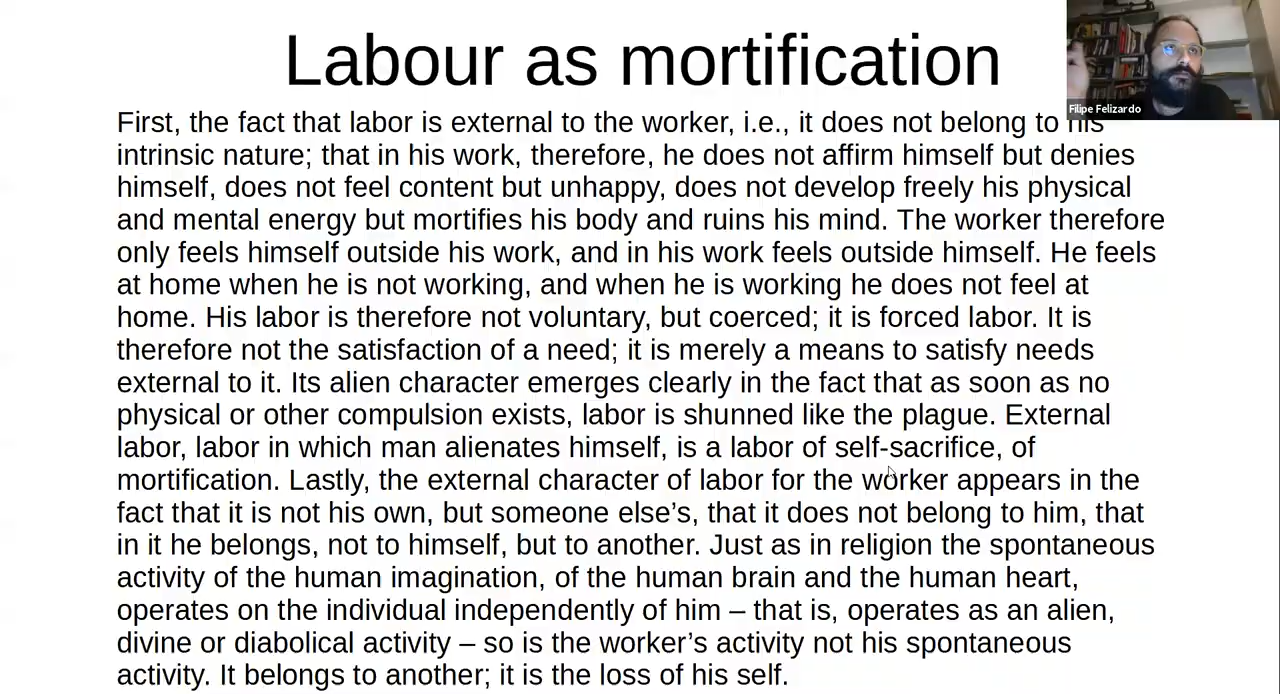 Labour as mortification
Filipe Felizardo
First, the fact that labor is external to the worker, i.e., it does not belong to his
intrinsic nature; that in his work, therefore, he does not affirm himself but denies
himself, does not feel content but unhappy, does not develop freely his physical
and mental energy but mortifies his body and ruins his mind. The worker therefore
only feels himself outside his work, and in his work feels outside himself. He feels
at home when he is not working, and when he is working he does not feel at
home. His labor is therefore not voluntary, but coerced; it is forced labor. It is
therefore not the satisfaction of a need; it is merely a means to satisfy needs
external to it. Its alien character emerges clearly in the fact that as soon as no
physical or other compulsion exists, labor is shunned like the plague. External
labor, labor in which man alienates himself, is a labor of self-sacrifice, of
mortification. Lastly, the external character of labor for the worker appears in the
fact that it is not his own, but someone else’s, that it does not belong to him, that
in it he belongs, not to himself, but to another. Just as in religion the spontaneous
activity of the human imagination, of the human brain and the human heart,
operates on the individual independently of him – that is, operates as an alien,
divine or diabolical activity – so is the worker’s activity not his spontaneous
activity. It belongs to another; it is the loss of his self.